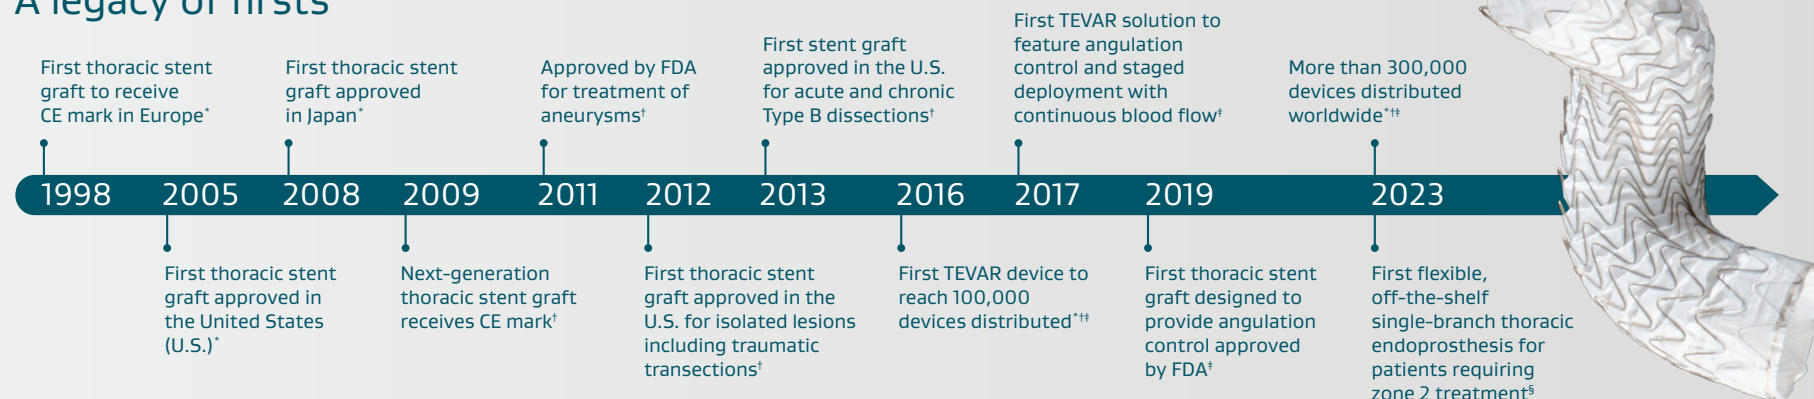 A legacy of firsts
First thoracic stent
graft to receive
CE mark in Europe*
First thoracic stent
graft approved
in Japan*
Approved by FDA
for treatment of
aneurysms†
First stent graft
approved in the U.S.
for acute and chronic
Type B dissections†
First TEVAR solution to
feature angulation
control and staged
deployment with
continuous blood flow‡
More than 300,000
devices distributed
worldwide*†‡
1998 2005 2008 2009 2011 2012 2013 2016 2017 2019 2023
First thoracic stent
graft approved in
the United States
(U.S.)*
Next-generation
thoracic stent graft
receives CE mark†
First thoracic stent
graft approved in the
U.S. for isolated lesions
including traumatic
transections†
First TEVAR device to
reach 100,000
devices distributed*†‡
First thoracic stent
graft designed to
provide angulation
control approved
by FDA‡
First flexible,
off-the-shelf
single-branch thoracic
endoprosthesis for
patients requiring
zone 2 treatment§